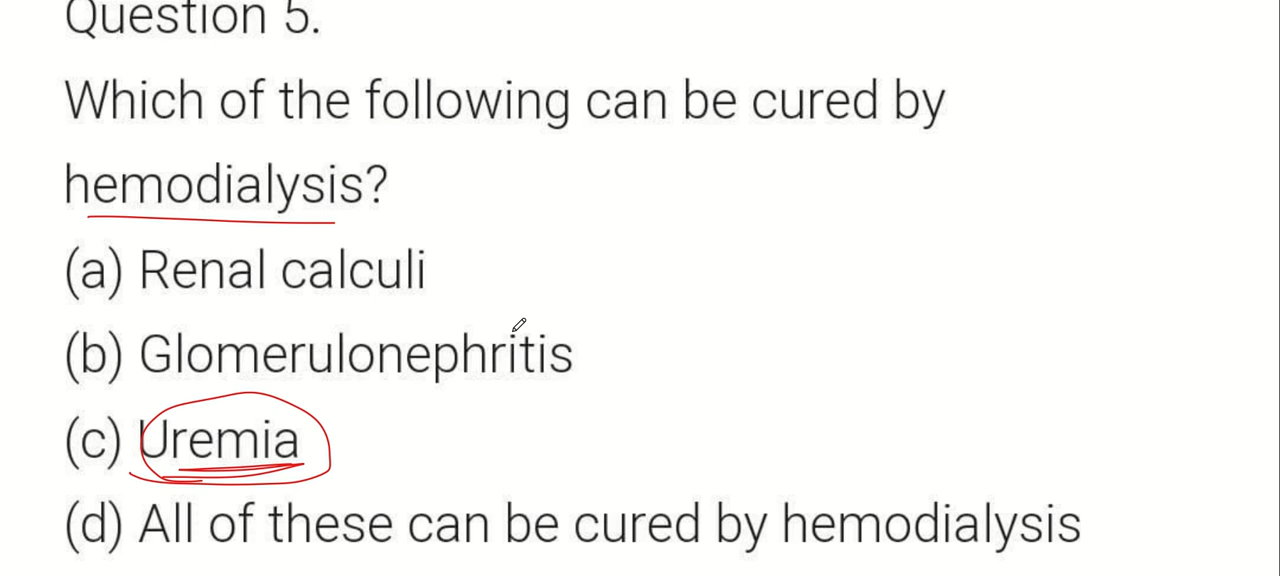 Question 5.
Which of the following can be cured by
hemodialysis?
(a) Renal calculi
(b) Glomerulonephritis
(c) Uremia
(d) All of these can be cured by hemodialysis